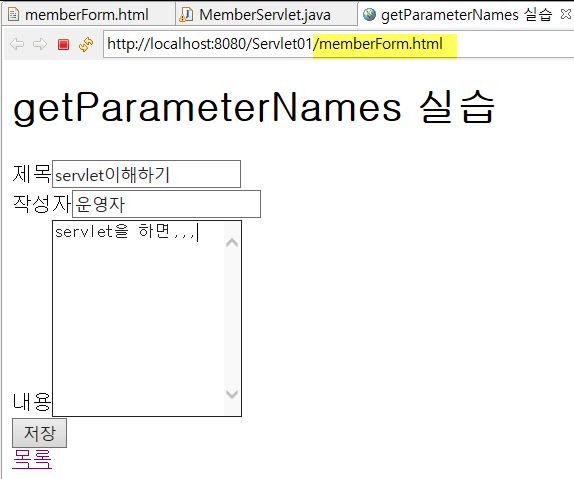 memberForm.html MemberServlet.java getParameterNames 실습
http://localhost:8080/Servlet01/memberForm.html
getParameterNames 실습
제목 servlet이해하기
작성자 운영자
servlet을 하면,,,
내용
저장
목록